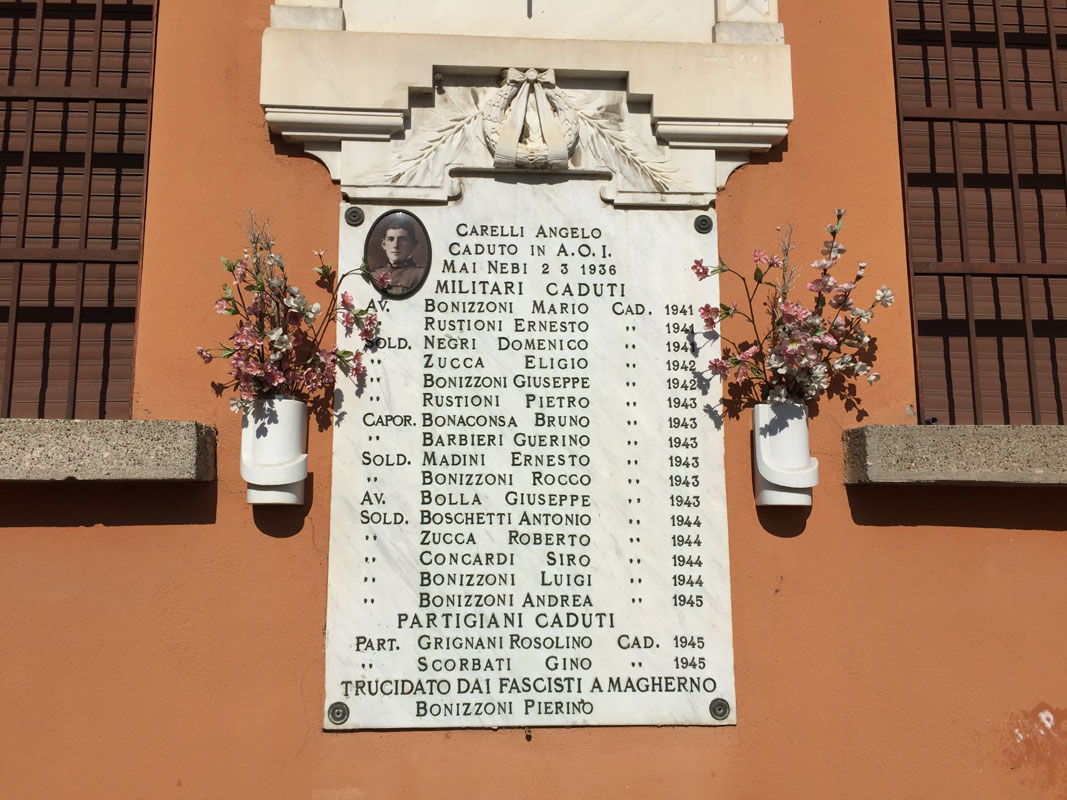 CARELLI ANGELO
CADUTO IN A.O.I.
MAI NEBI 2 3 1936
MILITARI CADUTI
AV. BONIZZONI MARIO CAD. 1941
RUSTIONI ERNESTO " 1941
SOLD. NEGRI DOMENICO " 1941
" ZUCCA ELIGIO " 1942
" BONIZZONI GIUSEPPE " 1942
" RUSTIONI PIETRO " 1943
CAPOR. BONACONSA BRUNO " 1943
" BARBIERI GUERINO " 1943
SOLD. MADINI ERNESTO " 1943
" BONIZZONI ROCCO " 1943
AV. BOLLA GIUSEPPE " 1943
SOLD. BOSCHETTI ANTONIO " 1944
" ZUCCA ROBERTO " 1944
" CONCARDI SIRO " 1944
" BONIZZONI LUIGI " 1944
" BONIZZONI ANDREA " 1945
PARTIGIANI CADUTI
PART. GRIGNANI ROSOLINO CAD. 1945
" SCORBATI GINO " 1945
TRUCIDATO DAI FASCISTI A MAGHERNO
BONIZZONI PIERINO